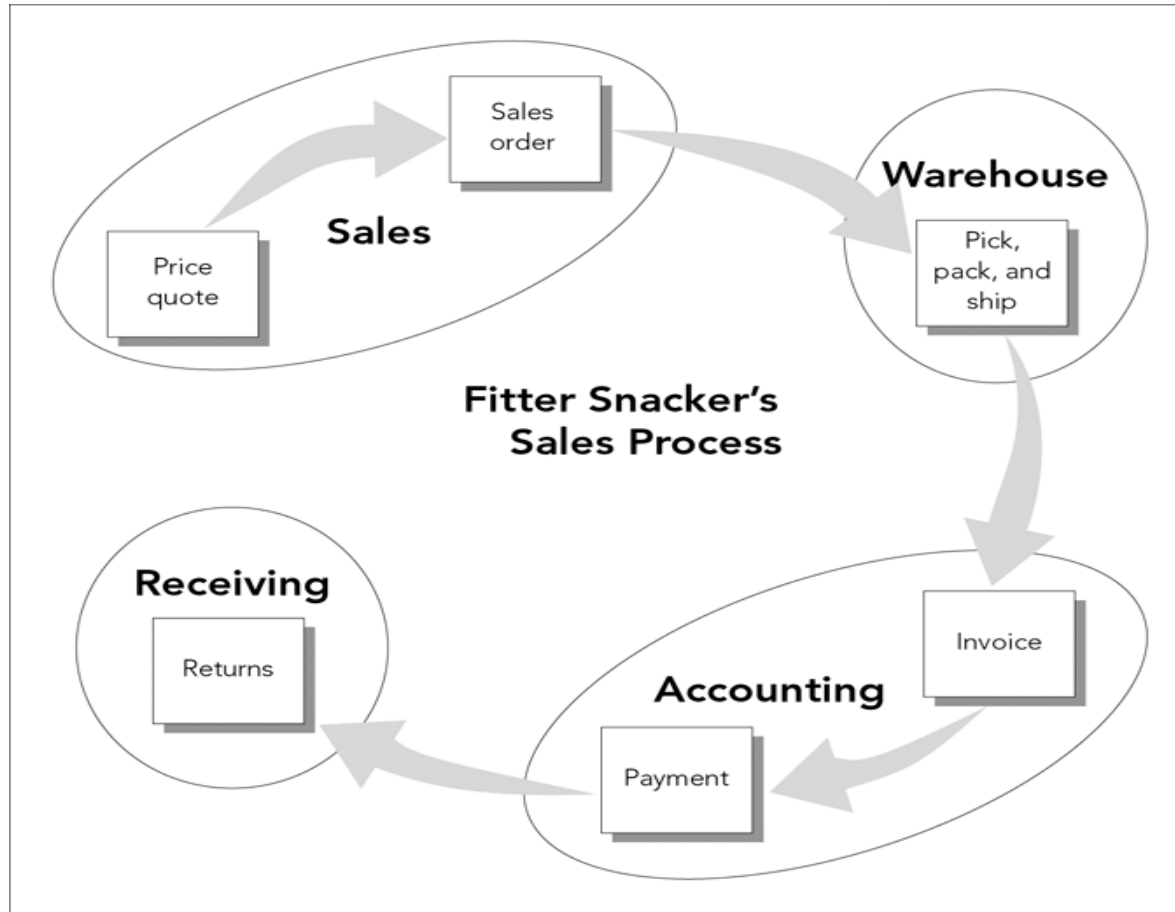 Sales
order
Price
quote
Sales
Warehouse
Pick,
pack, and
ship
Fitter Snacker’s
Sales Process
Receiving
Returns
Invoice
Accounting
Payment